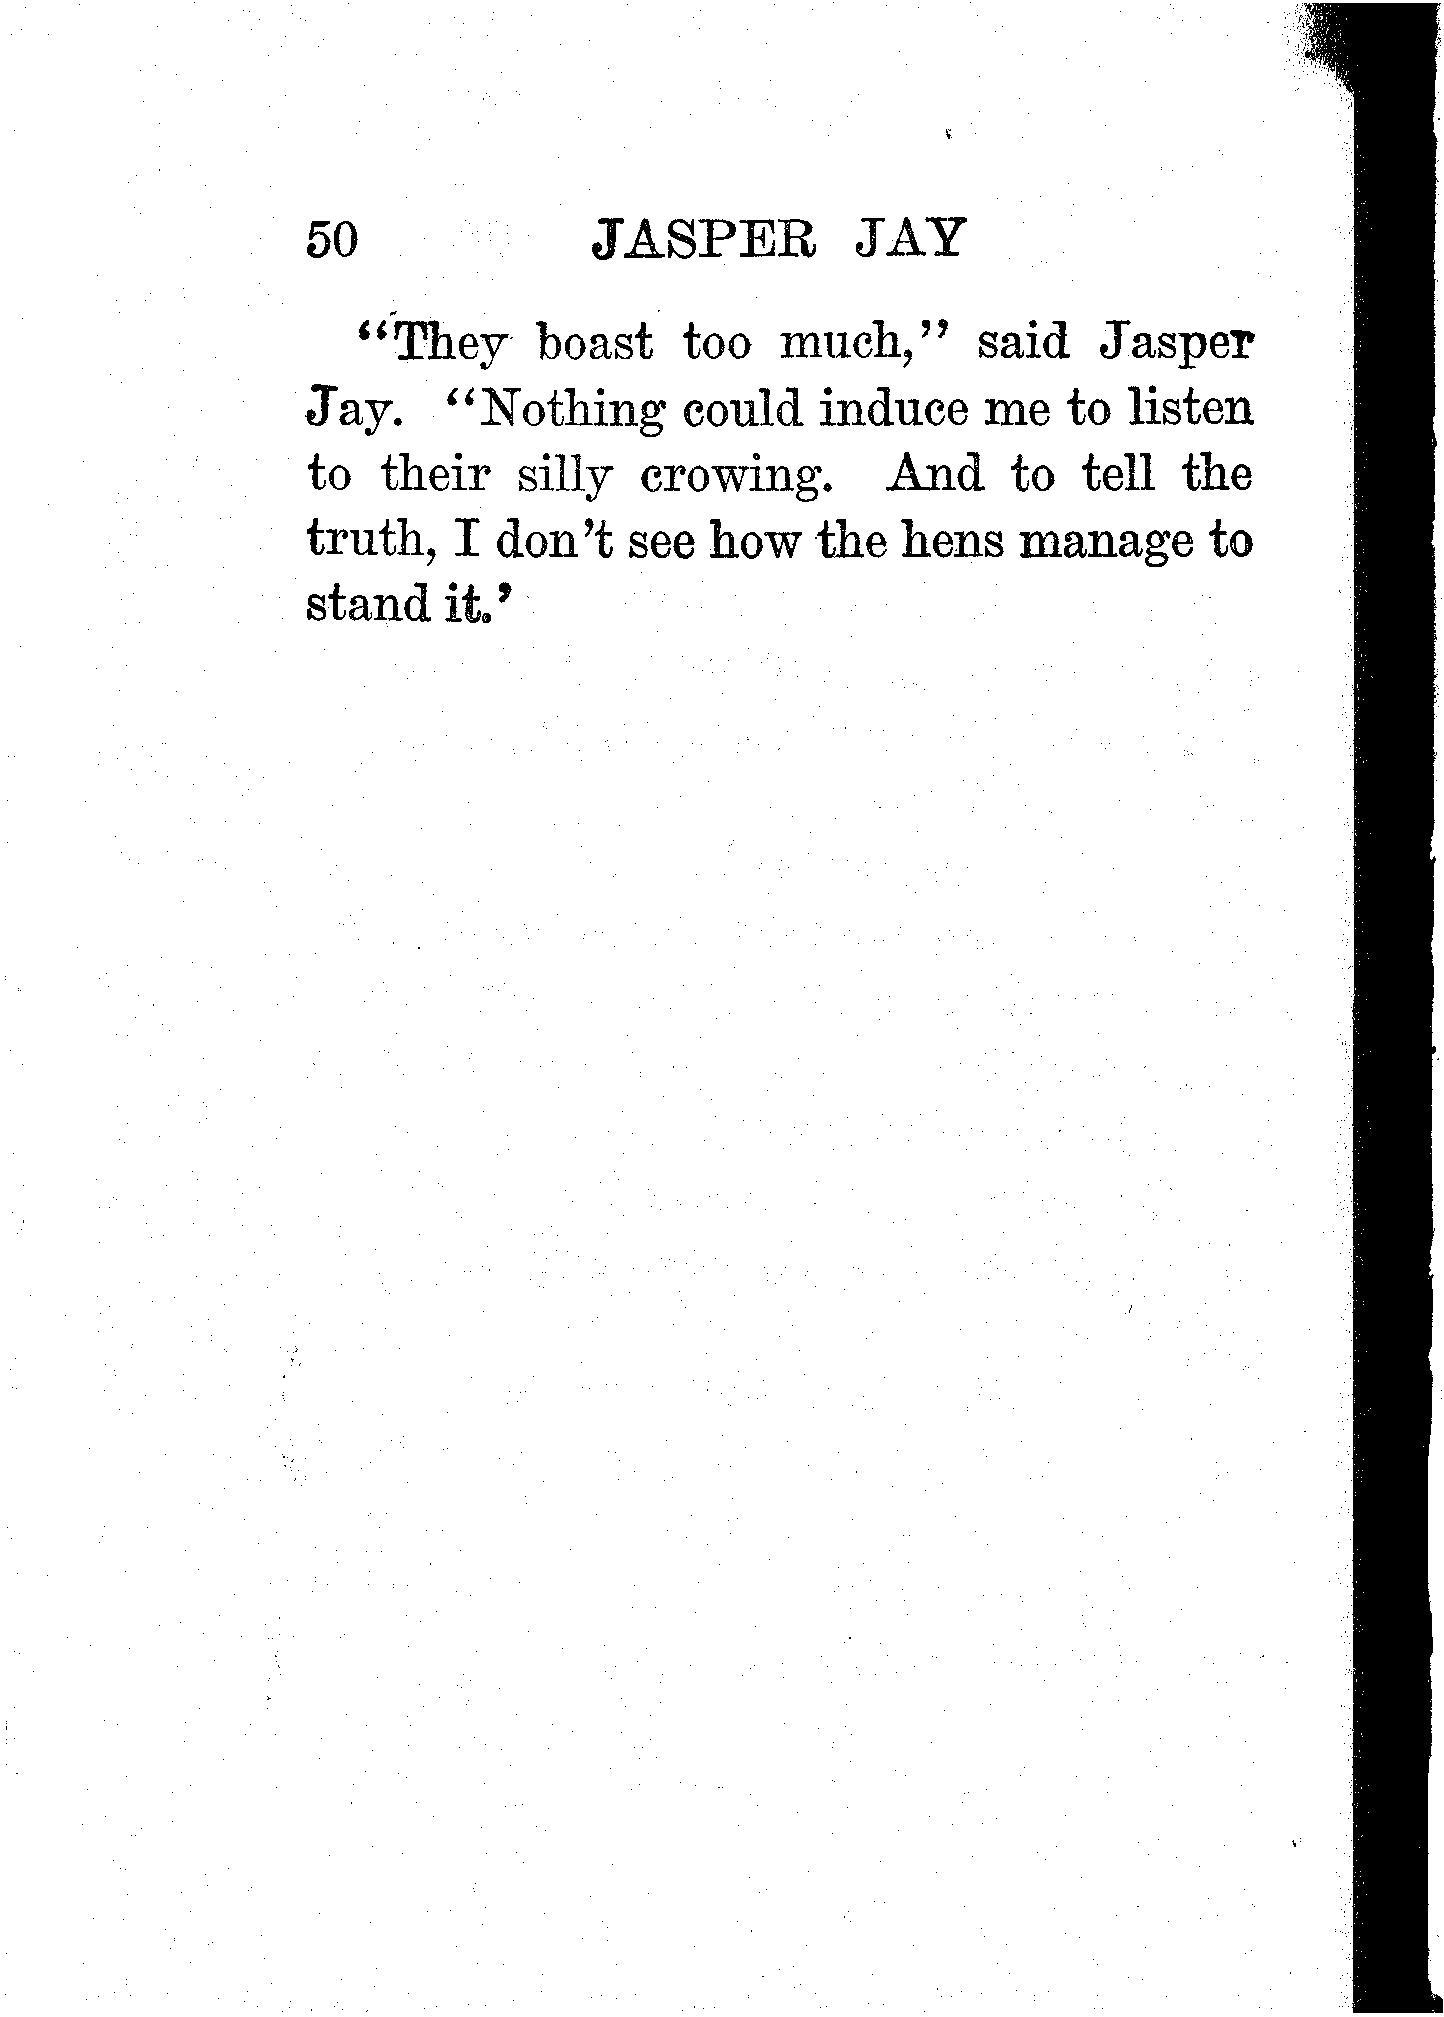 50 JASPER JAY
"They boast too much," said Jasper
Jay. "Nothing could induce me to listen
to their silly crowing. And to tell the
truth, I don't see how the hens manage to
stand it.'